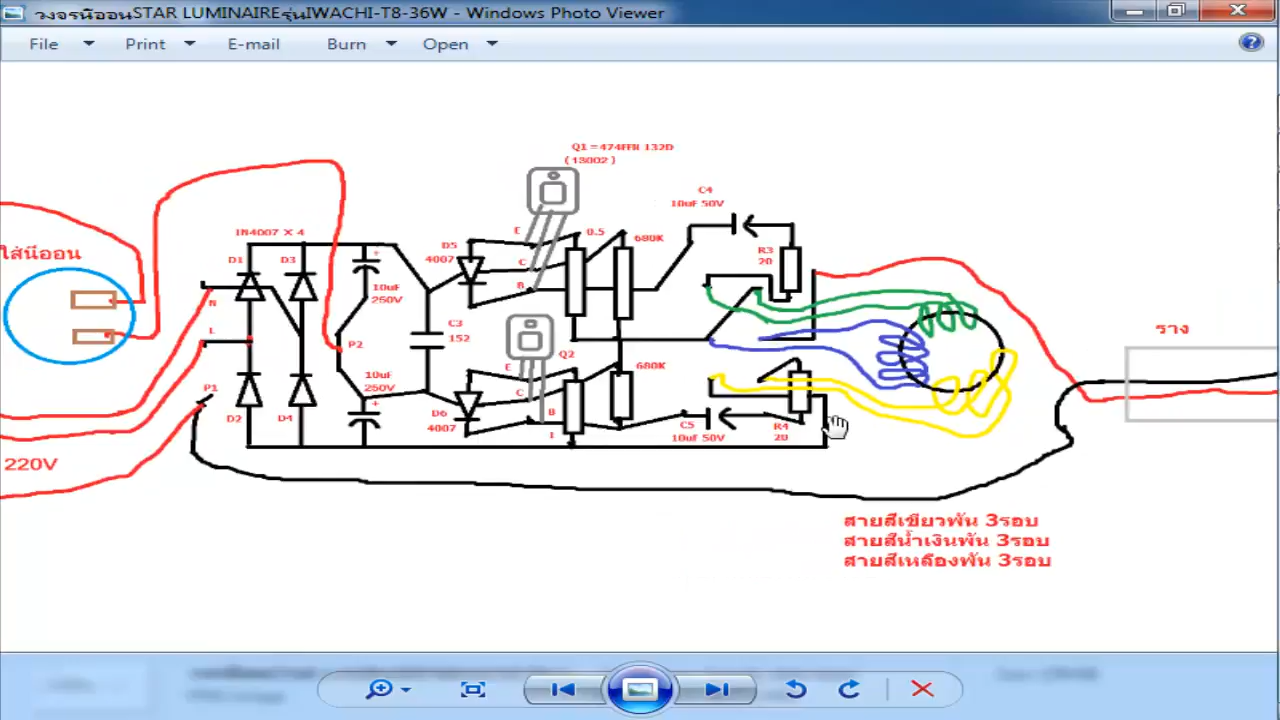 วงจรนีออนSTAR LUMINAIREรุ่นIWACHI-T8-36W - Windows Photo Viewer
File Print E-mail Burn Open
Q1 =474FFN 132D
(13002)
C4
10uF 50V
ใส่นีออน
IN4007 X 4
D1
D3
+
10uF
250V
D5
4007
E
C
B
0.5
680K
R3
20
N
L
P1
P2
C3
152
ราง
Q2
680K
10uF
250V
+
D2
D4
D6
4007
E
C
B
1
C5
10uF 50V
R4
20
220V
สายสีเขียวพัน 3รอบ
สายสีน้ำเงินพัน 3รอบ
สายสีเหลืองพัน 3รอบ